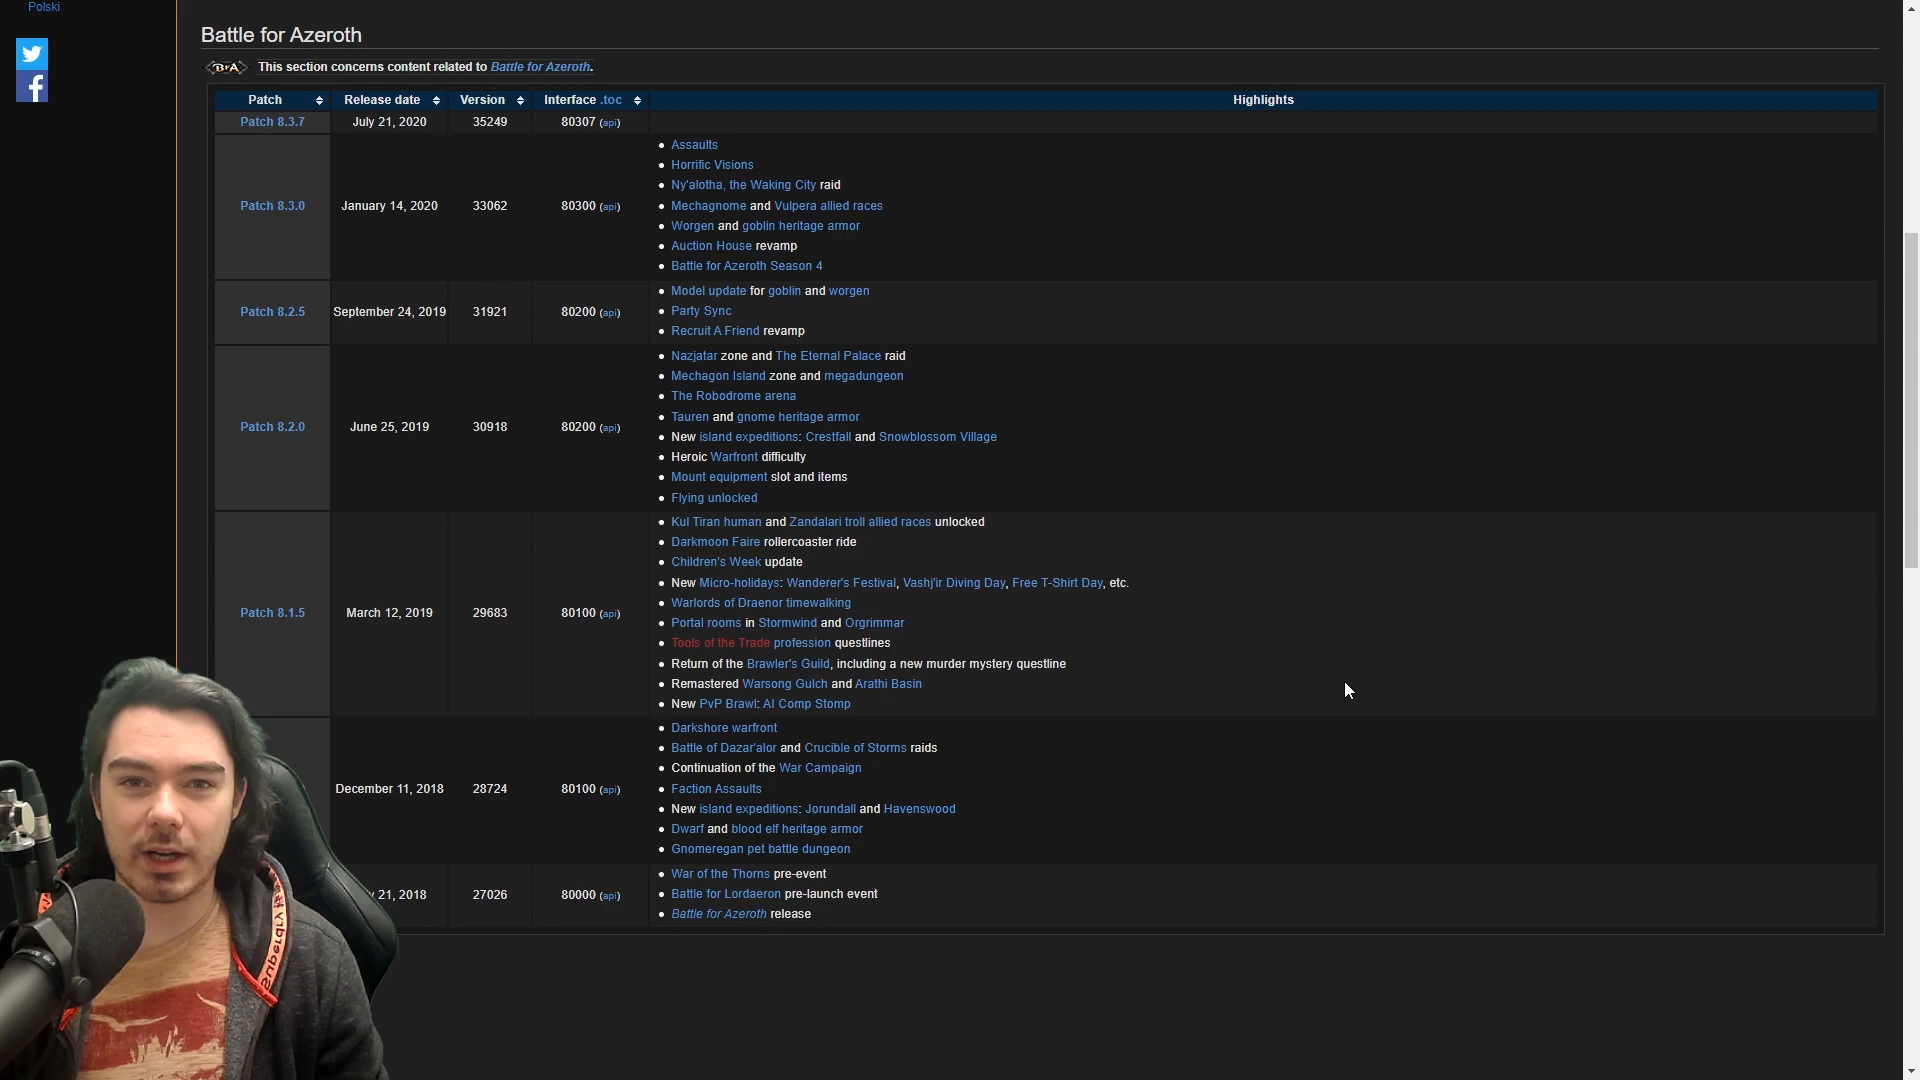 Polski
Battle for Azeroth
BfA This section concerns content related to Battle for Azeroth.
Patch Release date Version Interface .toc Highlights
Patch 8.3.7 July 21, 2020 35249 80307 (api)
Assaults
Horrific Visions
Ny'alotha, the Waking City raid
Patch 8.3.0 January 14, 2020 33062 80300 (api)
Mechagnome and Vulpera allied races
Worgen and goblin heritage armor
Auction House revamp
Battle for Azeroth Season 4
Model update for goblin and worgen
Patch 8.2.5 September 24, 2019 31921 80200 (api)
Party Sync
Recruit A Friend revamp
Nazjatar zone and The Eternal Palace raid
Mechagon Island zone and megadungeon
The Robodrome arena
Tauren and gnome heritage armor
Patch 8.2.0 June 25, 2019 30918 80200 (api)
New island expeditions: Crestfall and Snowblossom Village
Heroic Warfront difficulty
Mount equipment slot and items
Flying unlocked
Kul Tiran human and Zandalari troll allied races unlocked
Darkmoon Faire rollercoaster ride
Children's Week update
New Micro-holidays: Wanderer's Festival, Vashj'ir Diving Day, Free T-Shirt Day, etc.
Warlords of Draenor timewalking
Patch 8.1.5 March 12, 2019 29683 80100 (api)
Portal rooms in Stormwind and Orgrimmar
Tools of the Trade profession questlines
Return of the Brawler's Guild, including a new murder mystery questline
Remastered Warsong Gulch and Arathi Basin
New PvP Brawl: AI Comp Stomp
Darkshore warfront
Battle of Dazar'alor and Crucible of Storms raids
Continuation of the War Campaign
December 11, 2018 28724 80100 (api)
Faction Assaults
New island expeditions: Jorundall and Havenswood
Dwarf and blood elf heritage armor
Gnomeregan pet battle dungeon
War of the Thorns pre-event
21, 2018 27026 80000 (api)
Battle for Lordaeron pre-launch event
Battle for Azeroth release